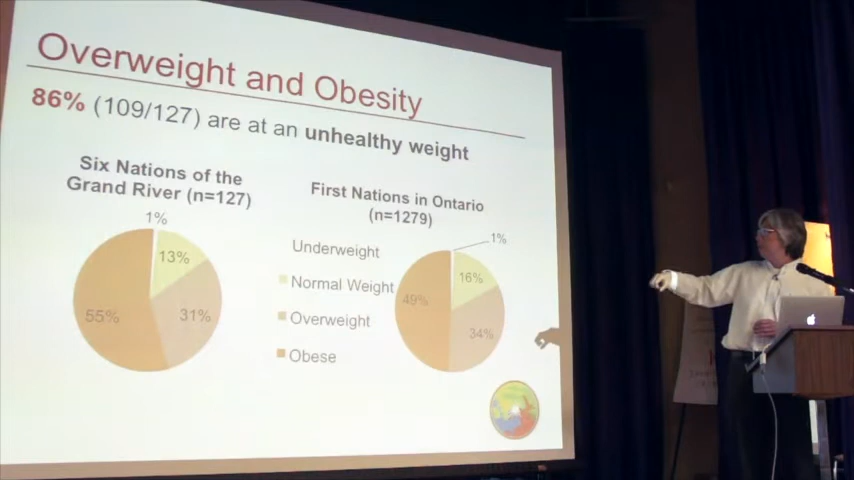 Overweight and Obesity
86% (109/127) are at an unhealthy weight
Six Nations of the
Grand River (n=127)
1%
13%
31%
55%
First Nations in Ontario
(n=1279)
1%
16%
34%
49%
Underweight
Normal Weight
Overweight
Obese